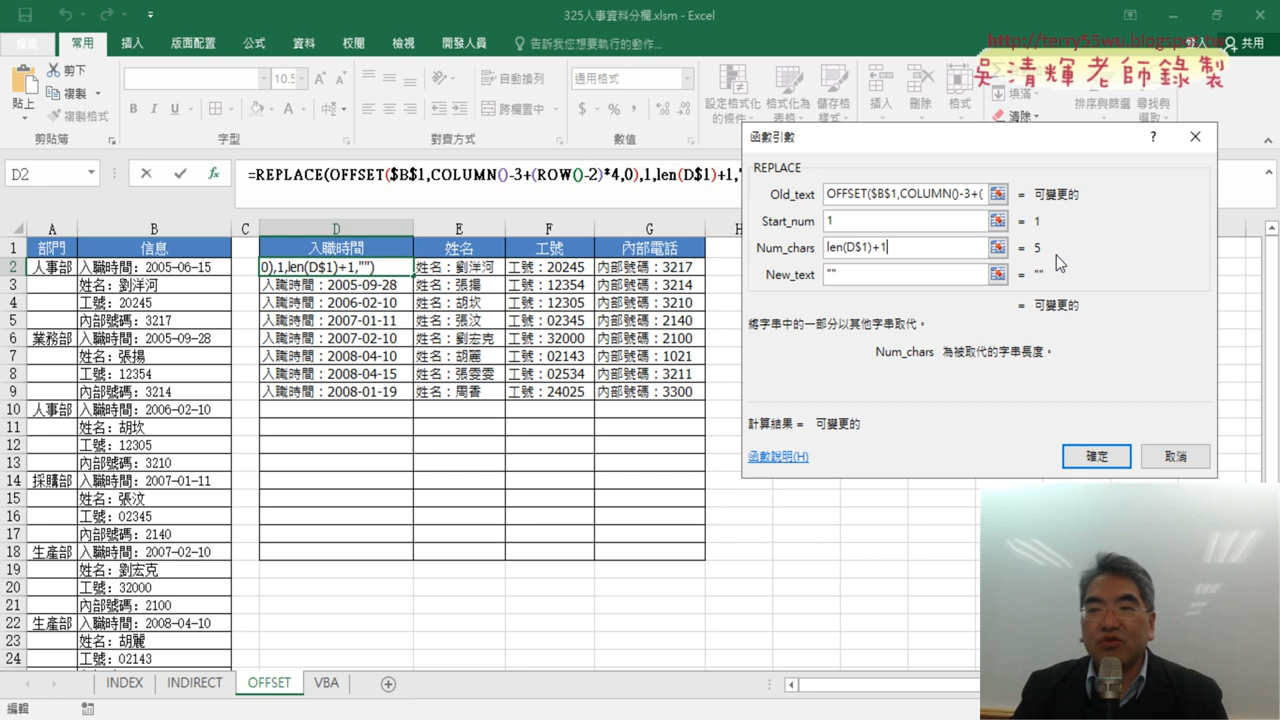 325人事資料分欄.xlsm - Excel
常用 插入 版面配置 公式 資料 校閱 檢視 開發人員 告訴我您想要執行的動作... 登入 共用
http://terry55wu.blogspot.tw
吳清輝老師錄製
貼上 剪下 複製 複製格式 10.5 自動換列 跨欄置中 通用格式 設定格式化的條件 格式化為表格 儲存格樣式 插入 刪除 格式 填滿 清除 排序與篩選 尋找與選取
剪貼簿 字型 對齊方式 數值
D2 =REPLACE(OFFSET($B$1,COLUMN()-3+(ROW()-2)*4,0),1,len(D$1)+1,"
A B C D E F G H
1 部門 信息 入職時間 姓名 工號 內部電話
2 人事部 入職時間：2005-06-15 0),1,len(D$1)+1,"") 姓名：劉洋河 工號：20245 內部號碼：3217
3 姓名：劉洋河 入職時間：2005-09-28 姓名：張揚 工號：12354 內部號碼：3214
4 工號：20245 入職時間：2006-02-10 姓名：胡坎 工號：12305 內部號碼：3210
5 內部號碼：3217 入職時間：2007-01-11 姓名：張汶 工號：02345 內部號碼：2140
6 業務部 入職時間：2005-09-28 入職時間：2007-02-10 姓名：劉宏克 工號：32000 內部號碼：2100
7 姓名：張揚 入職時間：2008-04-10 姓名：胡麗 工號：02143 內部號碼：1021
8 工號：12354 入職時間：2008-04-15 姓名：張雯雯 工號：02534 內部號碼：3211
9 內部號碼：3214 入職時間：2008-01-19 姓名：周香 工號：24025 內部號碼：3300
10 人事部 入職時間：2006-02-10
11 姓名：胡坎
12 工號：12305
13 內部號碼：3210
14 採購部 入職時間：2007-01-11
15 姓名：張汶
16 工號：02345
17 內部號碼：2140
18 生產部 入職時間：2007-02-10
19 姓名：劉宏克
20 工號：32000
21 內部號碼：2100
22 生產部 入職時間：2008-04-10
23 姓名：胡麗
24 工號：02143
函數引數
REPLACE
Old_text OFFSET($B$1,COLUMN()-3+( = 可變更的
Start_num 1 = 1
Num_chars len(D$1)+1 = 5
New_text "" = ""
= 可變更的
將字串中的一部分以其他字串取代。
Num_chars 為被取代的字串長度。
計算結果 = 可變更的
函數說明(H) 確定 取消
INDEX INDIRECT OFFSET VBA
編輯